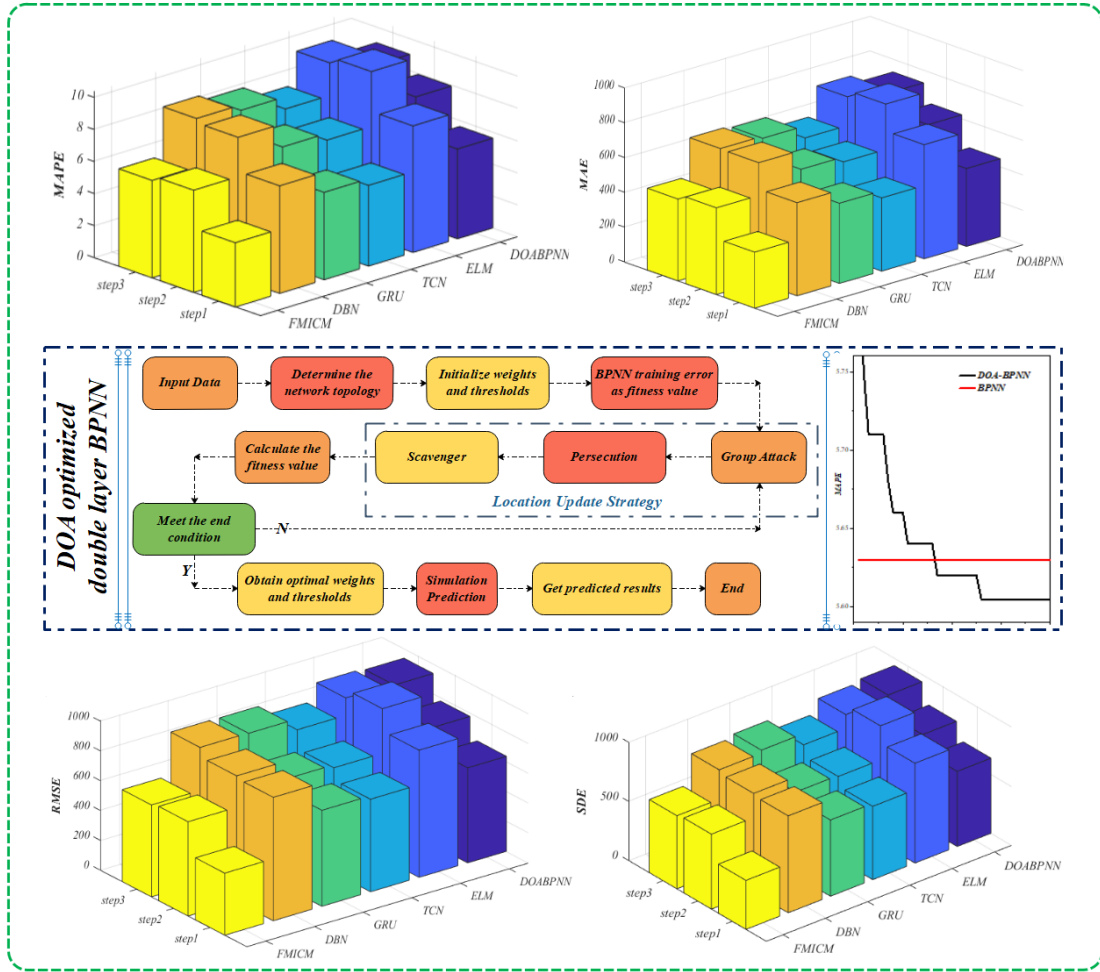 10
8
6
4
2
0
MAPE
step3
step2
step1
FMICM
DBN
GRU
TCN
ELM
DOABPNN
1000
800
600
400
200
0
MAE
step3
step2
step1
FMICM
DBN
GRU
TCN
ELM
DOABPNN
DOA optimized
double layer BPNN
Input Data
Determine the
network topology
Initialize weights
and thresholds
BPNN training error
as fitness value
Calculate the
fitness value
Scavenger
Persecution
Group Attack
Location Update Strategy
Meet the end
condition
N
Y
Obtain optimal weights
and thresholds
Simulation
Prediction
Get predicted results
End
DOA-BPNN
BPNN
MAPE
3.70
3.60
1000
800
600
400
200
0
RMSE
step3
step2
step1
FMICM
DBN
GRU
TCN
ELM
DOABPNN
1000
500
0
SDE
step3
step2
step1
FMICM
DBN
GRU
TCN
ELM
DOABPNN